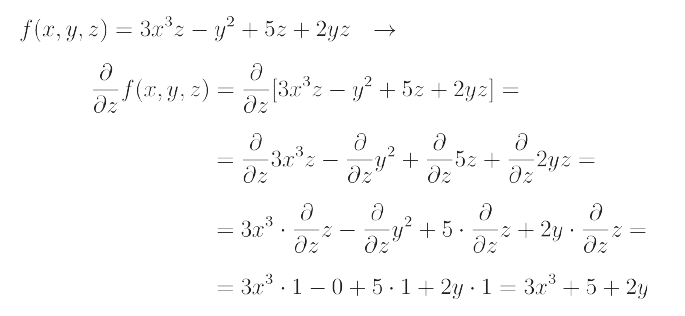 f(x, y, z) = 3x³z − y² + 5z + 2yz →
∂/∂z f(x, y, z) = ∂/∂z [3x³z − y² + 5z + 2yz] =
= ∂/∂z 3x³z − ∂/∂z y² + ∂/∂z 5z + ∂/∂z 2yz =
= 3x³ · ∂/∂z z − ∂/∂z y² + 5 · ∂/∂z z + 2y · ∂/∂z z =
= 3x³ · 1 − 0 + 5 · 1 + 2y · 1 = 3x³ + 5 + 2y